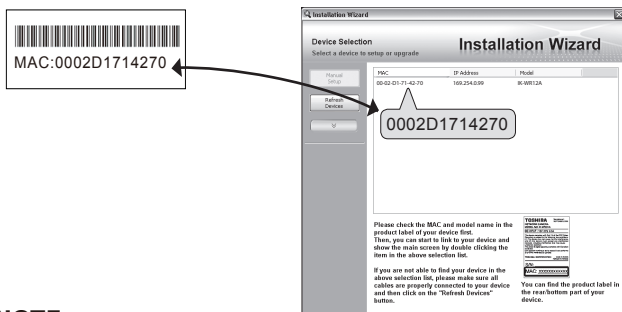 MAC:0002D1714270
Installation Wizard
Device Selection
Select a device to setup or upgrade
Installation Wizard
Manual
Setup
Refresh
Devices
MAC
IP Address
Model
00-02-D1-71-42-70
169.254.0.99
IK-WR12A
0002D1714270
Please check the MAC and model name in the
product label of your device first.
Then, you can start to link to your device and
show the main screen by double clicking the
item in the above selection list.
If you are not able to find your device in the
above selection list, please make sure all
cables are properly connected to your device
and then click on the "Refresh Devices"
button.
TOSHIBA
MAC: xxxxxxxxxxxx
You can find the product label in
the rear/bottom part of your
device.